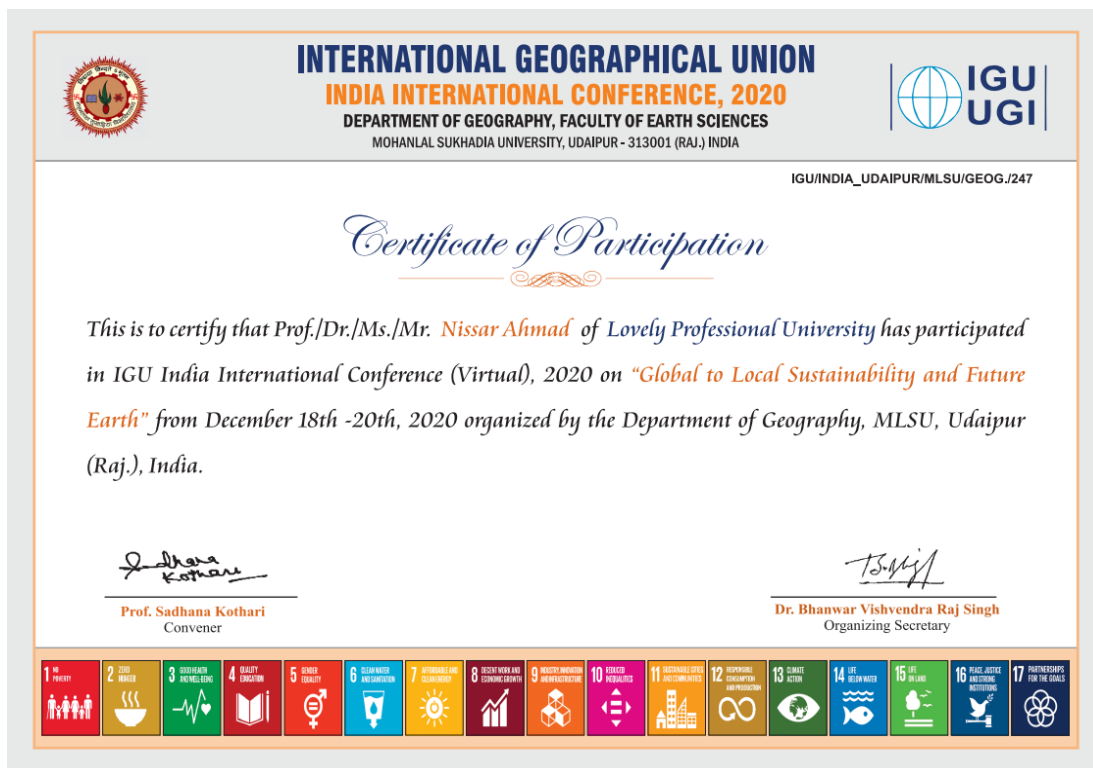 INTERNATIONAL GEOGRAPHICAL UNION
INDIA INTERNATIONAL CONFERENCE, 2020
DEPARTMENT OF GEOGRAPHY, FACULTY OF EARTH SCIENCES
MOHANLAL SUKHADIA UNIVERSITY, UDAIPUR - 313001 (RAJ.) INDIA
IGU
UGI
IGU/INDIA_UDAIPUR/MLSU/GEOG./247
Certificate of Participation
This is to certify that Prof./Dr./Ms./Mr. Nissar Ahmad of Lovely Professional University has participated
in IGU India International Conference (Virtual), 2020 on “Global to Local Sustainability and Future
Earth” from December 18th -20th, 2020 organized by the Department of Geography, MLSU, Udaipur
(Raj.), India.
Sadhana
Kothari
Prof. Sadhana Kothari
Convener
Dr. Bhanwar Vishvendra Raj Singh
Organizing Secretary
1 NO
POVERTY
2 ZERO
HUNGER
3 GOOD HEALTH
AND WELL-BEING
4 QUALITY
EDUCATION
5 GENDER
EQUALITY
6 CLEAN WATER
AND SANITATION
7 AFFORDABLE AND
CLEAN ENERGY
8 DECENT WORK AND
ECONOMIC GROWTH
9 INDUSTRY, INNOVATION
AND INFRASTRUCTURE
10 REDUCED
INEQUALITIES
11 SUSTAINABLE CITIES
AND COMMUNITIES
12 RESPONSIBLE
CONSUMPTION
AND PRODUCTION
13 CLIMATE
ACTION
14 LIFE
BELOW WATER
15 LIFE
ON LAND
16 PEACE, JUSTICE
AND STRONG
INSTITUTIONS
17 PARTNERSHIPS
FOR THE GOALS